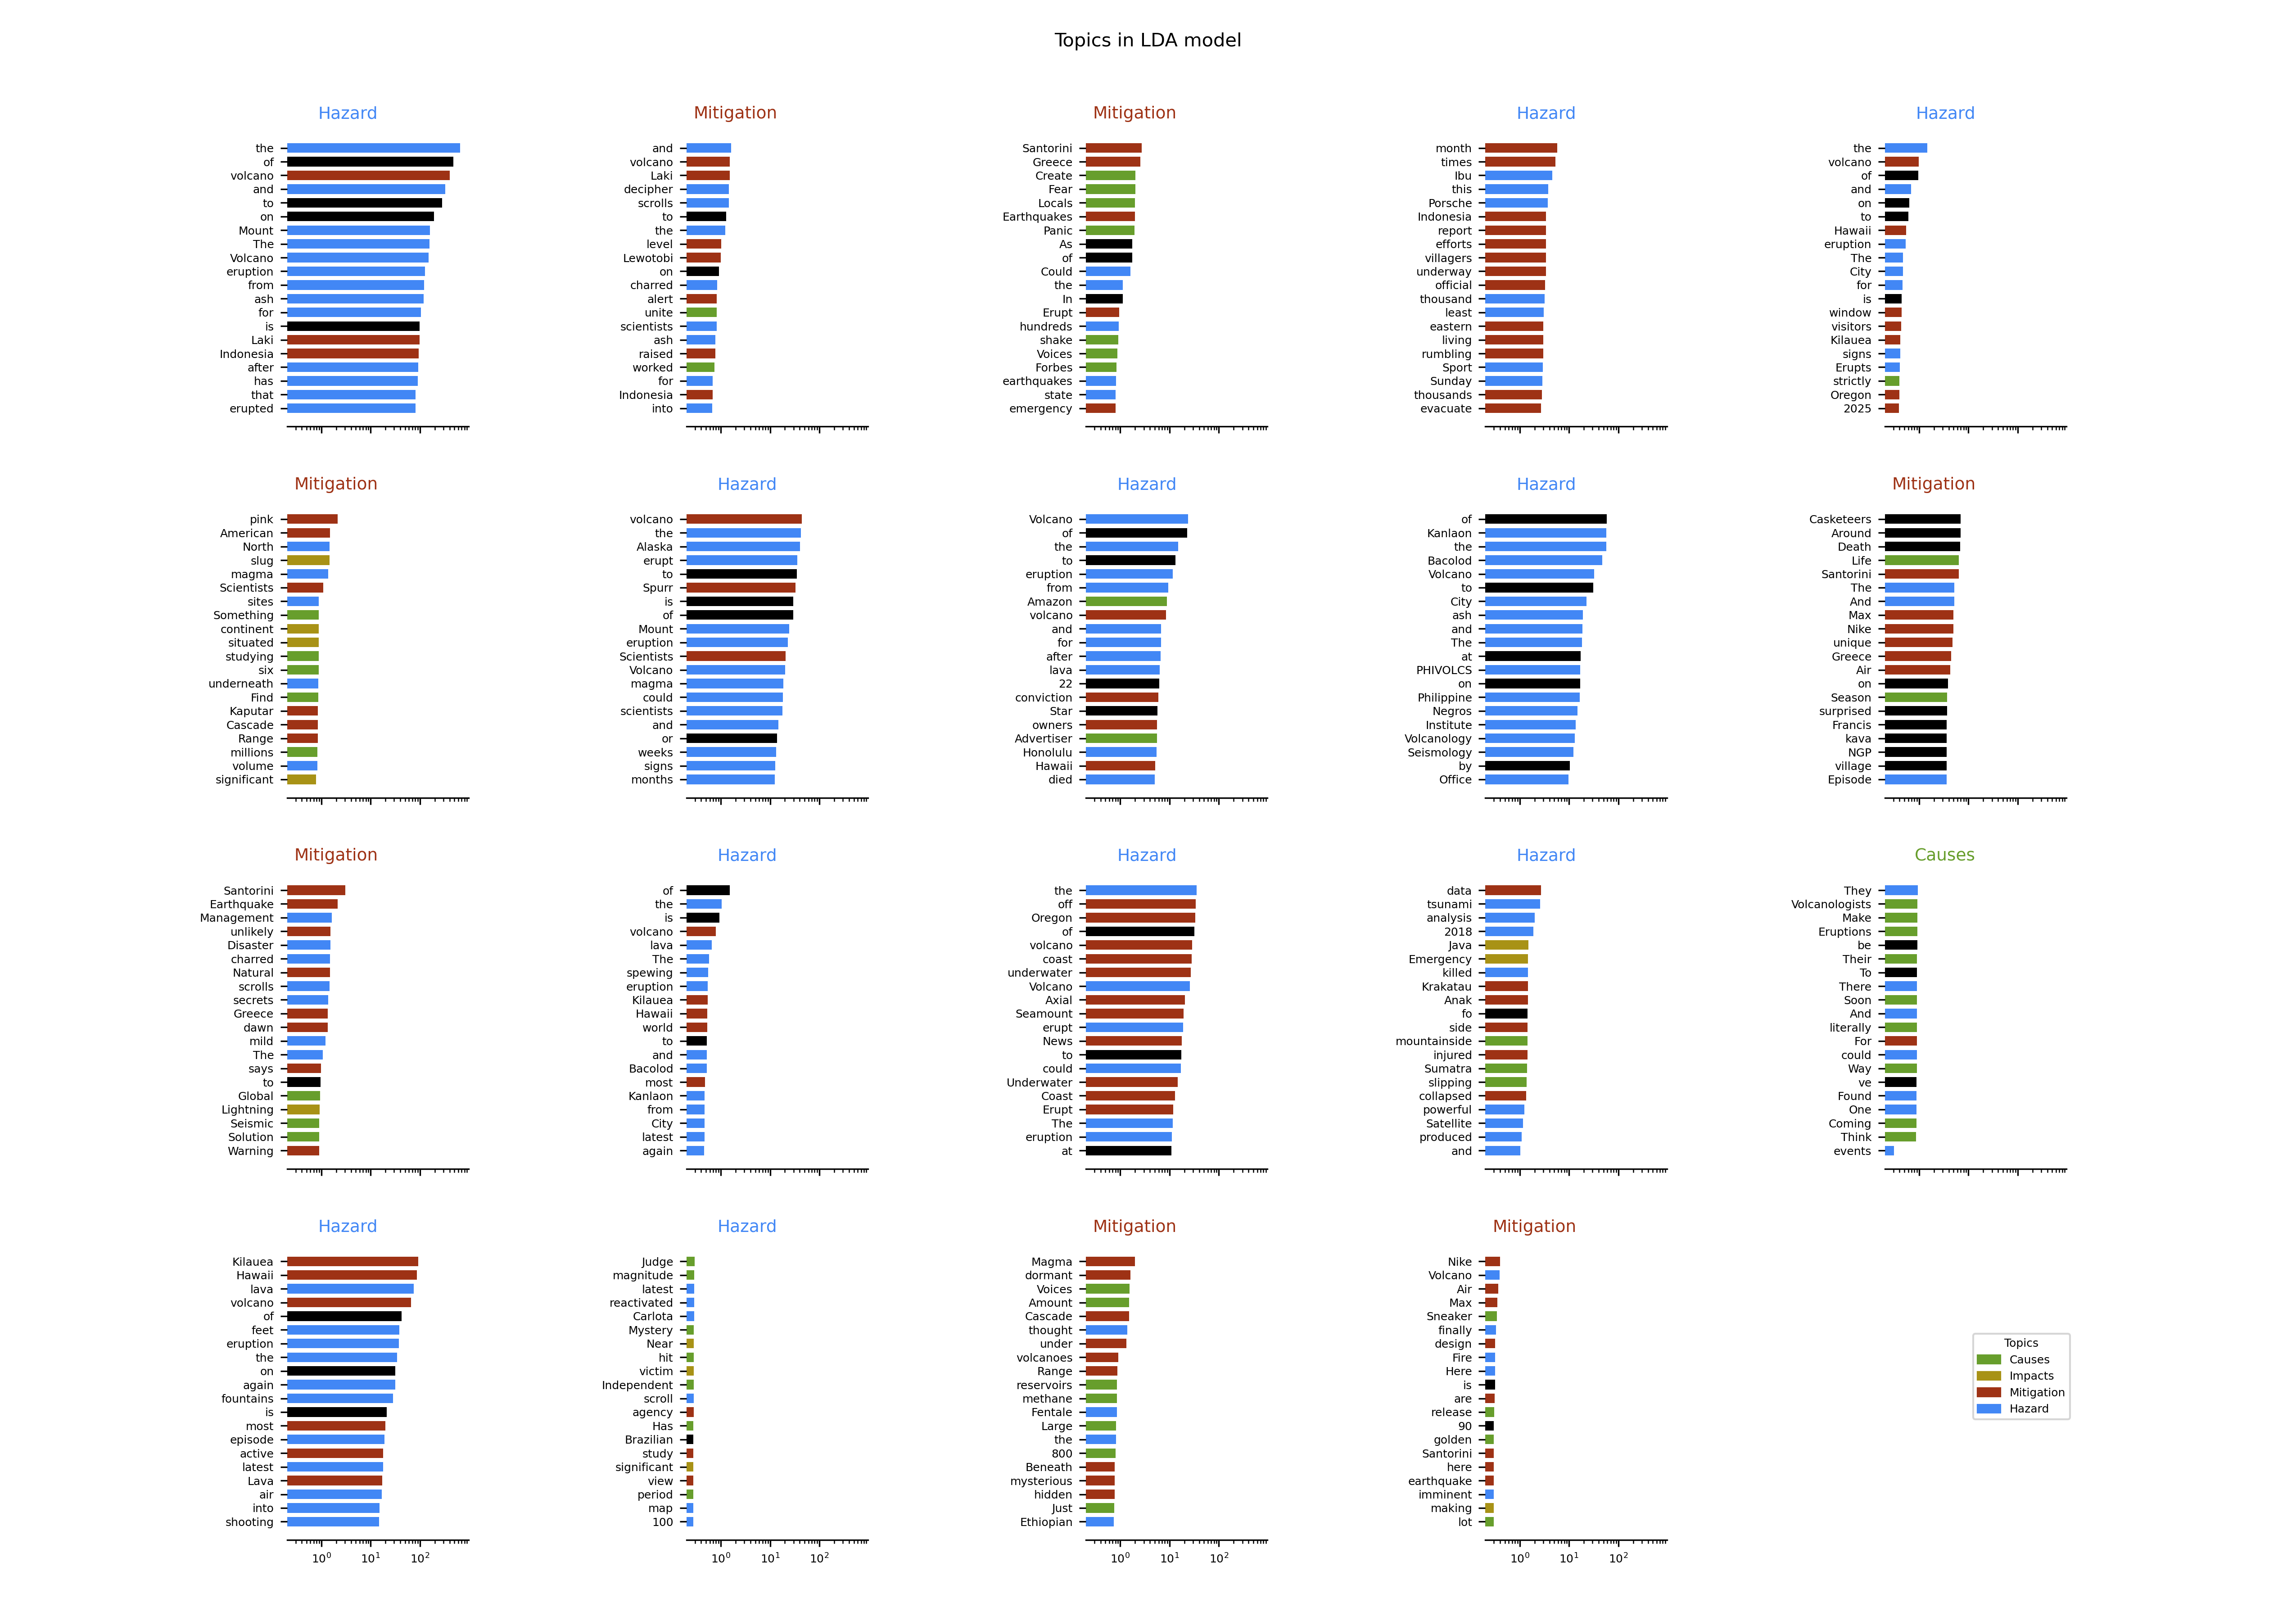 Topics in LDA model
Hazard
the
of
volcano
and
to
on
Mount
The
Volcano
eruption
from
ash
for
is
Laki
Indonesia
after
has
that
erupted
Mitigation
and
volcano
Laki
decipher
scrolls
to
the
level
Lewotobi
on
charred
alert
unite
scientists
ash
raised
worked
for
Indonesia
into
Mitigation
Santorini
Greece
Create
Fear
Locals
Earthquakes
Panic
As
of
Could
the
In
Erupt
hundreds
shake
Voices
Forbes
earthquakes
state
emergency
Hazard
month
times
Ibu
this
Porsche
Indonesia
report
efforts
villagers
underway
official
thousand
least
eastern
living
rumbling
Sport
Sunday
thousands
evacuate
Hazard
the
volcano
of
and
on
to
Hawaii
eruption
The
City
for
is
window
visitors
Kilauea
signs
Erupts
strictly
Oregon
2025
Mitigation
pink
American
North
slug
magma
Scientists
sites
Something
continent
situated
studying
six
underneath
Find
Kaputar
Cascade
Range
millions
volume
significant
Hazard
volcano
the
Alaska
erupt
to
Spurr
is
of
Mount
eruption
Scientists
Volcano
magma
could
scientists
and
or
weeks
signs
months
Hazard
Volcano
of
the
to
eruption
from
Amazon
volcano
and
for
after
lava
22
conviction
Star
owners
Advertiser
Honolulu
Hawaii
died
Hazard
of
Kanlaon
the
Bacolod
Volcano
to
City
ash
and
The
at
PHIVOLCS
on
Philippine
Negros
Institute
Volcanology
Seismology
by
Office
Mitigation
Casketeers
Around
Death
Life
Santorini
The
And
Max
Nike
unique
Greece
Air
on
Season
surprised
Francis
kava
NGP
village
Episode
Mitigation
Santorini
Earthquake
Management
unlikely
Disaster
charred
Natural
scrolls
secrets
Greece
dawn
mild
The
says
to
Global
Lightning
Seismic
Solution
Warning
Hazard
of
the
is
volcano
lava
The
spewing
eruption
Kilauea
Hawaii
world
to
and
Bacolod
most
Kanlaon
from
City
latest
again
Hazard
the
off
Oregon
of
volcano
coast
underwater
Volcano
Axial
Seamount
erupt
News
to
could
Underwater
Coast
Erupt
The
eruption
at
Hazard
data
tsunami
analysis
2018
Java
Emergency
killed
Krakatau
Anak
fo
side
mountainside
injured
Sumatra
slipping
collapsed
powerful
Satellite
produced
and
Causes
They
Volcanologists
Make
Eruptions
be
Their
To
There
Soon
And
literally
For
could
Way
ve
Found
One
Coming
Think
events
Hazard
Kilauea
Hawaii
lava
volcano
of
feet
eruption
the
on
again
fountains
is
most
episode
active
latest
Lava
air
into
shooting
10⁰ 10¹ 10²
Hazard
Judge
magnitude
latest
reactivated
Carlota
Mystery
Near
hit
victim
Independent
scroll
agency
Has
Brazilian
study
significant
view
period
map
100
10⁰ 10¹ 10²
Mitigation
Magma
dormant
Voices
Amount
Cascade
thought
under
volcanoes
Range
reservoirs
methane
Fentale
Large
the
800
Beneath
mysterious
hidden
Just
Ethiopian
10⁰ 10¹ 10²
Mitigation
Nike
Volcano
Air
Max
Sneaker
finally
design
Fire
Here
is
are
release
90
golden
Santorini
here
earthquake
imminent
making
lot
10⁰ 10¹ 10²
Topics
Causes
Impacts
Mitigation
Hazard